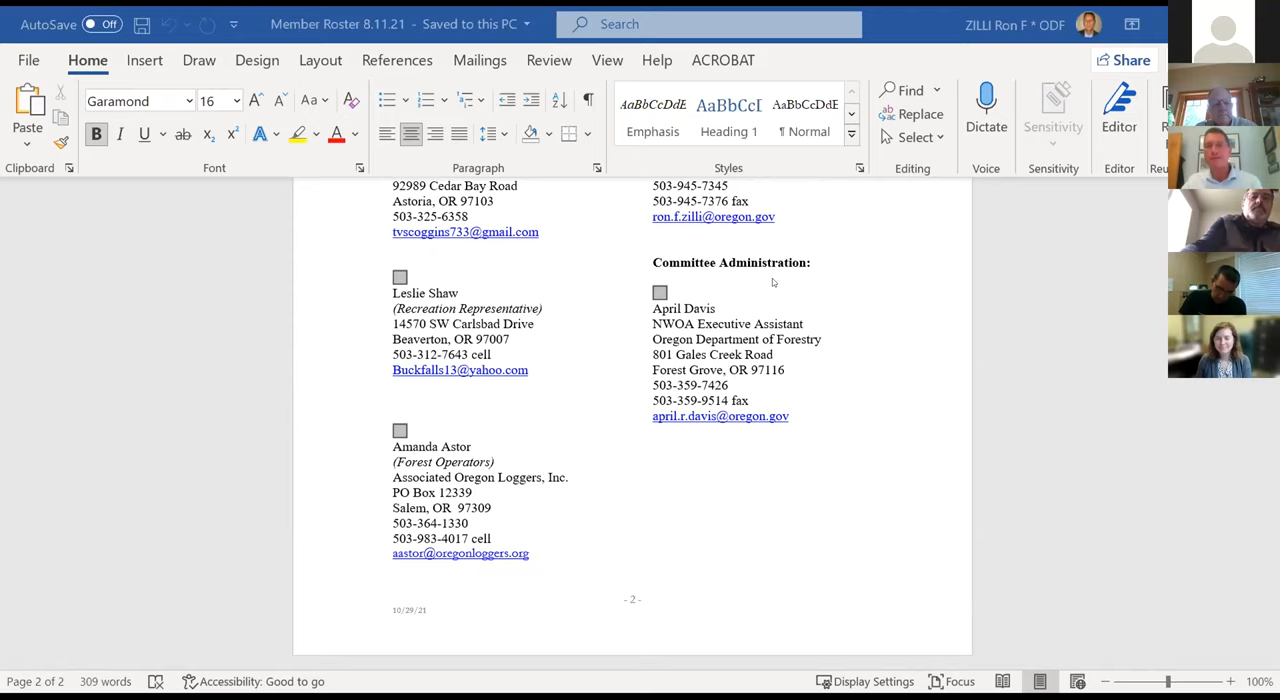 AutoSave Off Member Roster 8.11.21 - Saved to this PC Search ZILLI Ron F * ODF
File Home Insert Draw Design Layout References Mailings Review View Help ACROBAT Share
Paste
Clipboard
Garamond 16 Aa
B I U ab x₂ x² A A
Font
Paragraph
AaBbCcDdE AaBbCcI AaBbCcDdE
Emphasis Heading 1 ¶ Normal
Styles
Find
Replace
Select
Editing
Dictate
Voice
Sensitivity
Sensitivity
Editor
Editor
92989 Cedar Bay Road
Astoria, OR 97103
503-325-6358
tvscoggins733@gmail.com
Leslie Shaw
(Recreation Representative)
14570 SW Carlsbad Drive
Beaverton, OR 97007
503-312-7643 cell
Buckfalls13@yahoo.com
Amanda Astor
(Forest Operators)
Associated Oregon Loggers, Inc.
PO Box 12339
Salem, OR 97309
503-364-1330
503-983-4017 cell
aastor@oregonloggers.org
503-945-7345
503-945-7376 fax
ron.f.zilli@oregon.gov
Committee Administration:
April Davis
NWOA Executive Assistant
Oregon Department of Forestry
801 Gales Creek Road
Forest Grove, OR 97116
503-359-7426
503-359-9514 fax
april.r.davis@oregon.gov
- 2 -
10/29/21
Page 2 of 2 309 words Accessibility: Good to go Display Settings Focus 100%